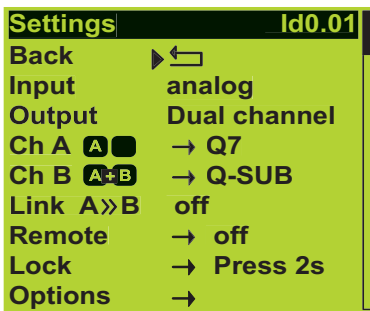 Settings Id0.01
Back
Input analog
Output Dual channel
Ch A A → Q7
Ch B A+B → Q-SUB
Link A»B off
Remote → off
Lock → Press 2s
Options →